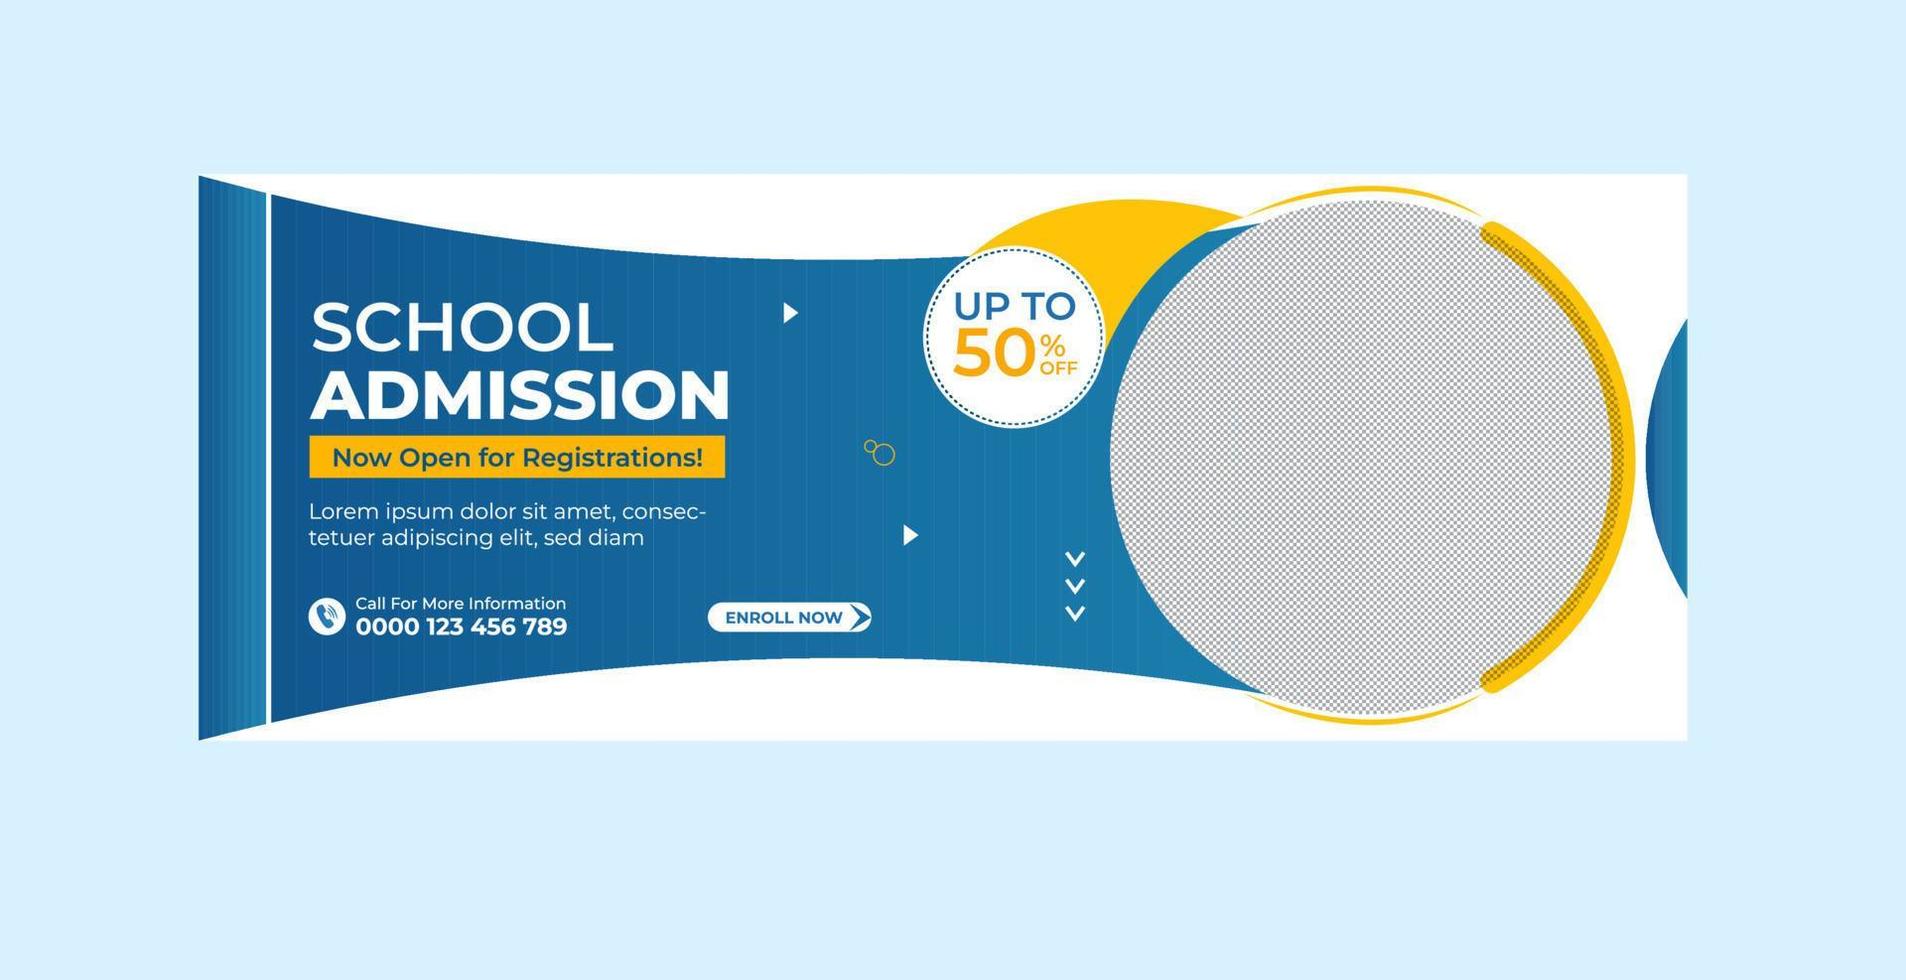 SCHOOL
ADMISSION
Now Open for Registrations!
Lorem ipsum dolor sit amet, consec-
tetuer adipiscing elit, sed diam
Call For More Information
0000 123 456 789
ENROLL NOW
UP TO
50%
OFF